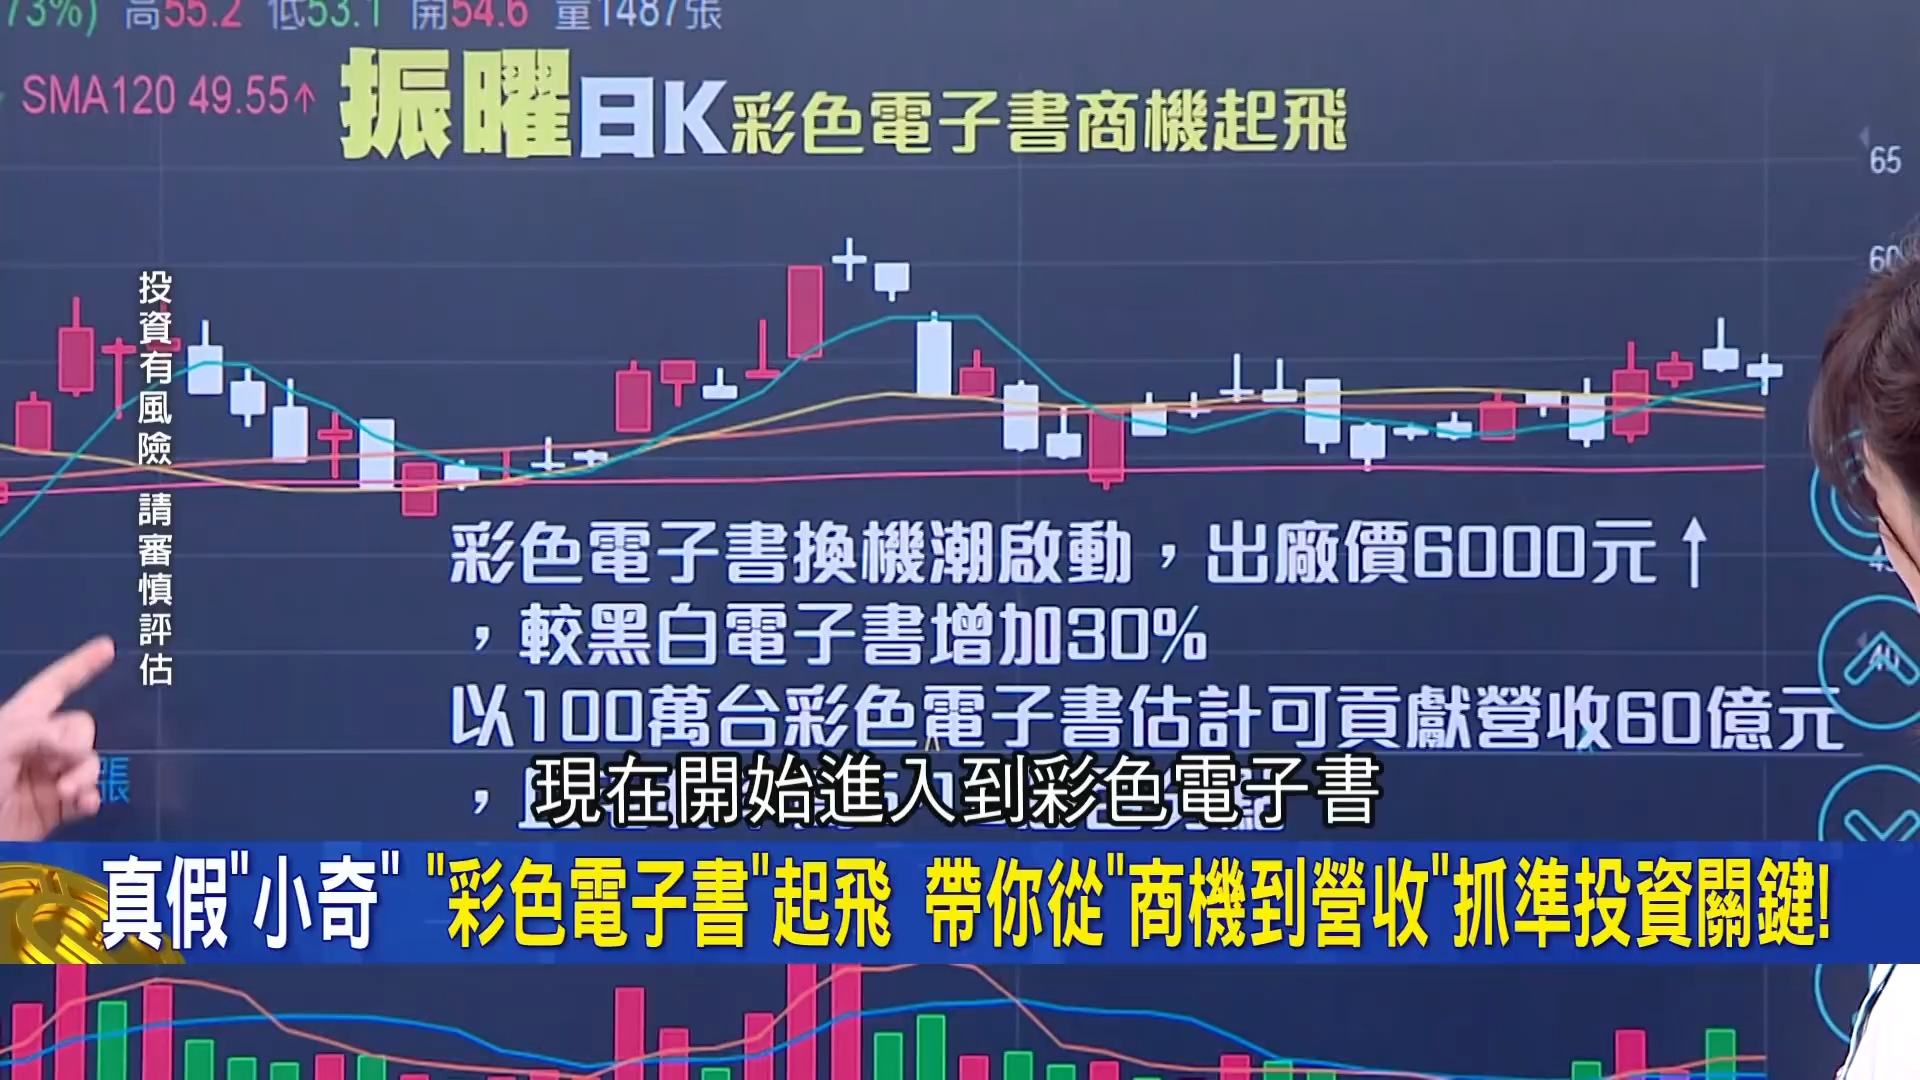 73%) 高55.2 低53.1 開54.6 量1487張
SMA120 49.55↑
振曜日K彩色電子書商機起飛
65
60
投資有風險 請審慎評估
彩色電子書換機潮啟動，出廠價6000元↑
，較黑白電子書增加30%
40
以100萬台彩色電子書估計可貢獻營收60億元
張
現在開始進入到彩色電子書
真假"小奇" "彩色電子書"起飛 帶你從"商機到營收"抓準投資關鍵!